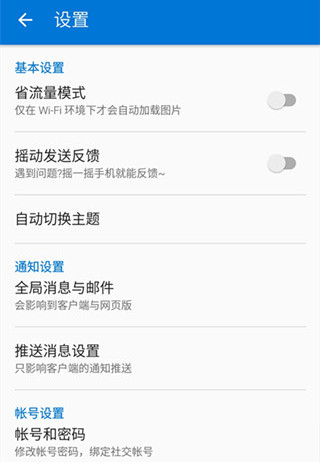 设置
基本设置
省流量模式
仅在 Wi-Fi 环境下才会自动加载图片
摇动发送反馈
遇到问题?摇一摇手机就能反馈~
自动切换主题
通知设置
全局消息与邮件
会影响到客户端与网页版
推送消息设置
只影响客户端的通知推送
帐号设置
帐号和密码
修改帐号密码，绑定社交帐号